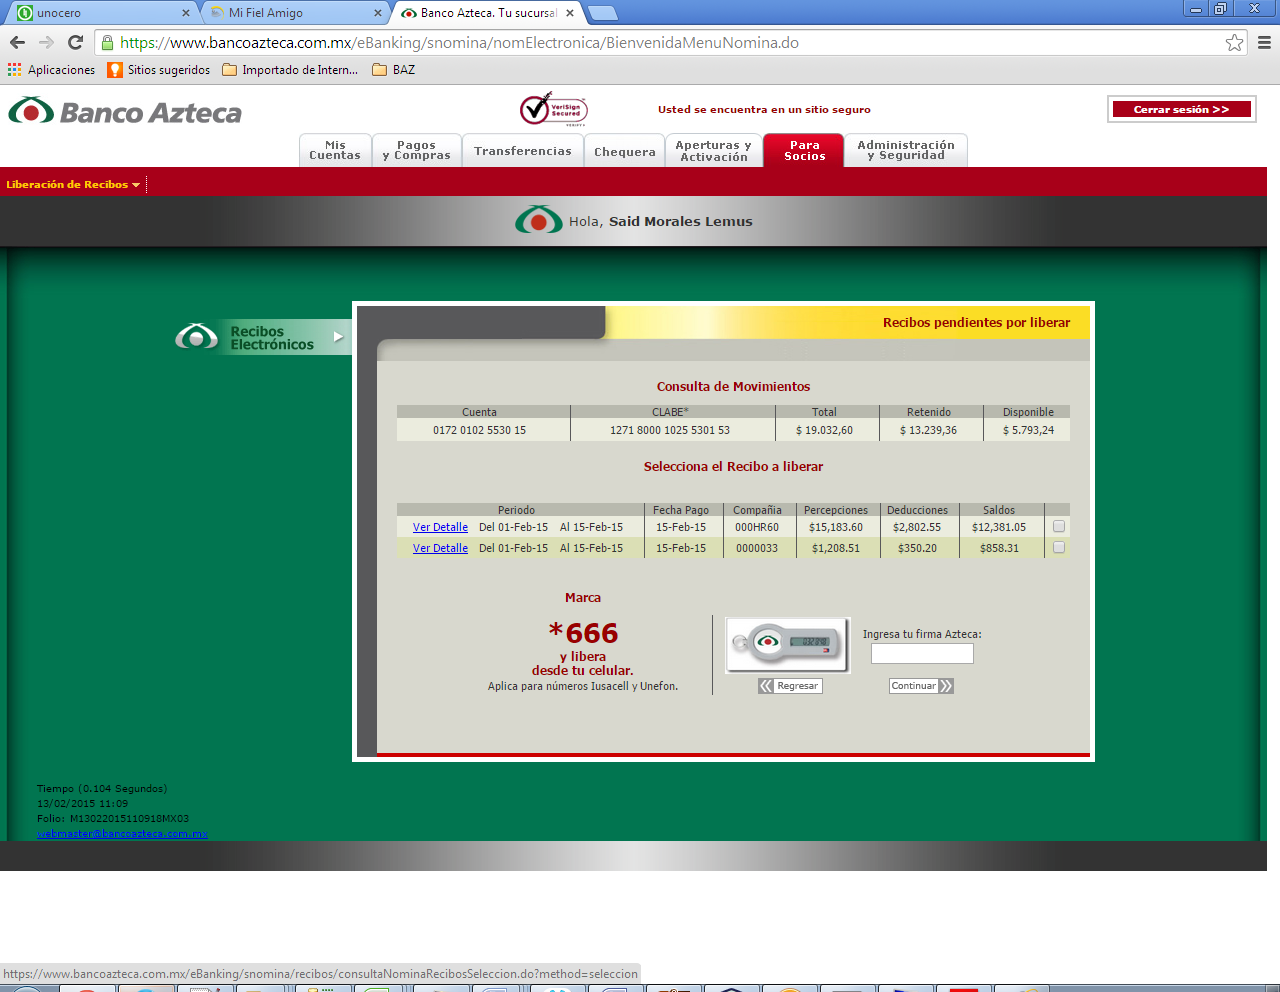 unocero
Mi Fiel Amigo
Banco Azteca. Tu sucursal
https://www.bancoazteca.com.mx/eBanking/snomina/nomElectronica/BienvenidaMenuNomina.do
Aplicaciones
Sitios sugeridos
Importado de Intern...
BAZ
Banco Azteca
VeriSign
Secured
VERIFY
Usted se encuentra en un sitio seguro
Cerrar sesión >>
Mis
Cuentas
Pagos
y Compras
Transferencias
Chequera
Aperturas y
Activación
Para
Socios
Administración
y Seguridad
Liberación de Recibos
Hola, Said Morales Lemus
Recibos
Electrónicos
Recibos pendientes por liberar
Consulta de Movimientos
Cuenta CLABE* Total Retenido Disponible
0172 0102 5530 15 1271 8000 1025 5301 53 $ 19.032,60 $ 13.239,36 $ 5.793,24
Selecciona el Recibo a liberar
Periodo Fecha Pago Compañia Percepciones Deducciones Saldos
Ver Detalle Del 01-Feb-15 Al 15-Feb-15 15-Feb-15 000HR60 $15,183.60 $2,802.55 $12,381.05
Ver Detalle Del 01-Feb-15 Al 15-Feb-15 15-Feb-15 0000033 $1,208.51 $350.20 $858.31
Marca
*666
y libera
desde tu celular.
Aplica para números Iusacell y Unefon.
Ingresa tu firma Azteca:
Regresar
Continuar
Tiempo (0.104 Segundos)
13/02/2015 11:09
Folio: M13022015110918MX03
webmaster@bancoazteca.com.mx
https://www.bancoazteca.com.mx/eBanking/snomina/recibos/consultaNominaRecibosSeleccion.do?method=seleccion